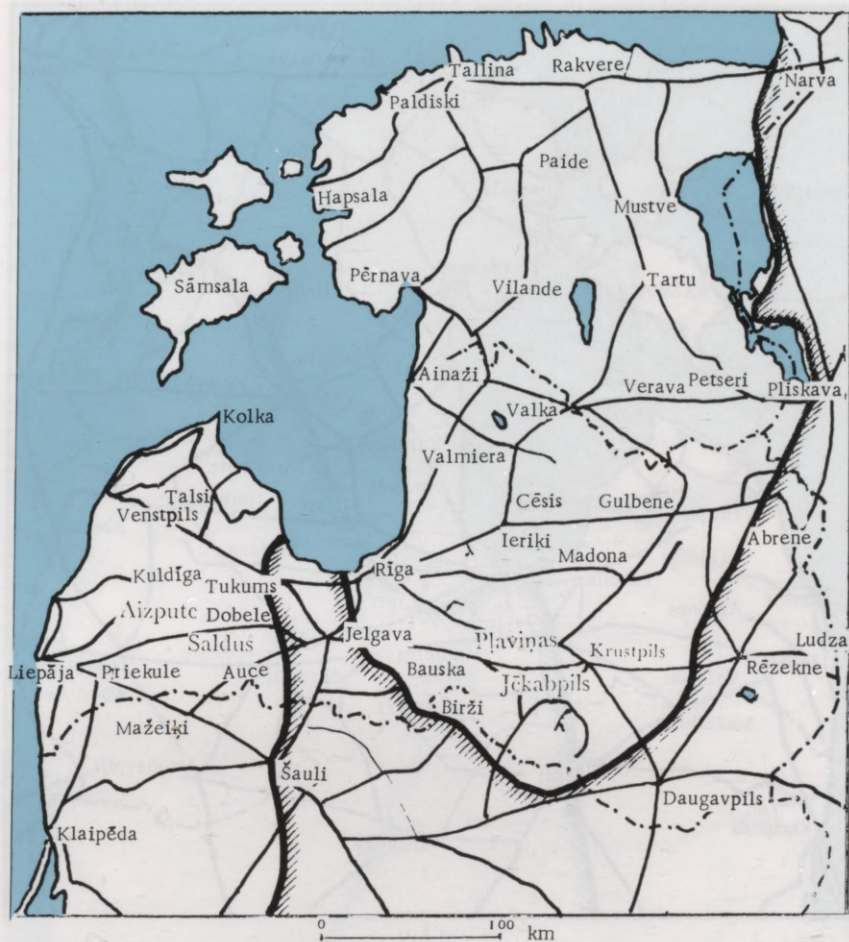 Tallina
Rakvere
Narva
Paldiski
Paide
Hapsala
Mustve
Pērnava
Sāmsala
Vilande
Tartu
Ainaži
Verava
Petseri
Pliskava,
Valka
Kolka
Valmiera
Talsi
Venstpils
Cēsis
Gulbene
Ieriķi
Abrene
Madona
Rīga
Kuldīga
Tukums
Aizpute
Dobele
Saldus
Jelgava
Pļaviņas
Krustpils
Ludza
Liepāja
Priekule
Auce
Bauska
Rēzekne
Jēkabpils
Birži
Mažeiķi
Šauli
Daugavpils
Klaipēda
0 100
km